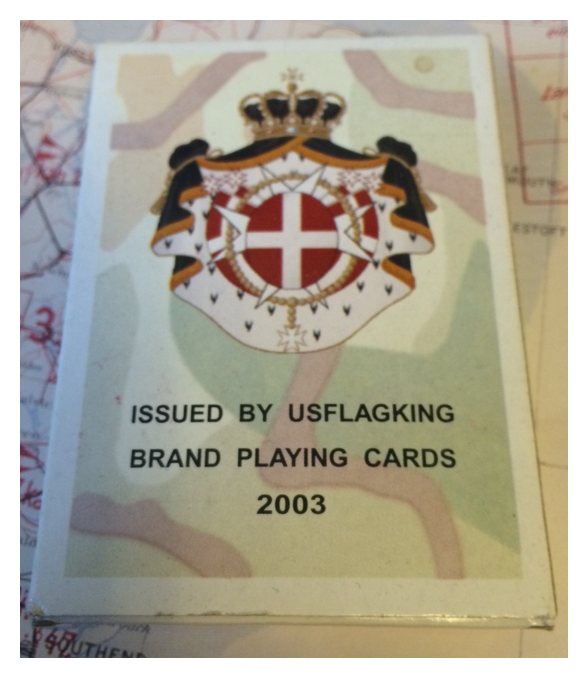 ISSUED BY USFLAGKING
BRAND PLAYING CARDS
2003